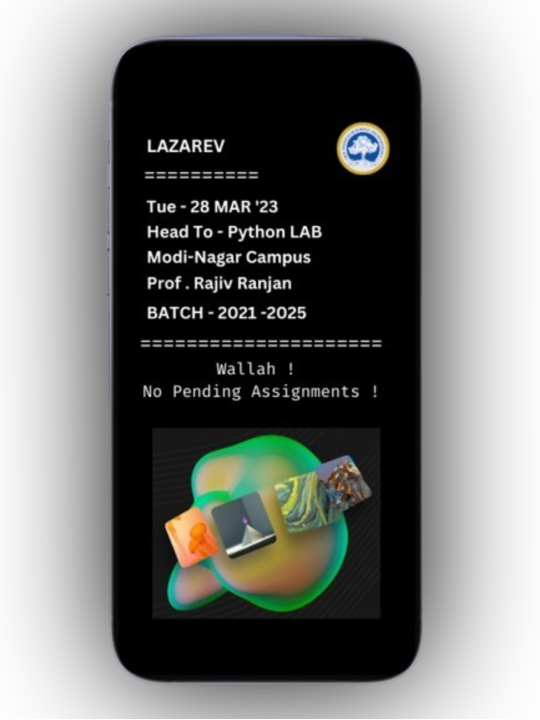 LAZAREV
==========
Tue - 28 MAR '23
Head To - Python LAB
Modi-Nagar Campus
Prof . Rajiv Ranjan
BATCH - 2021 -2025
======================
Wallah !
No Pending Assignments !